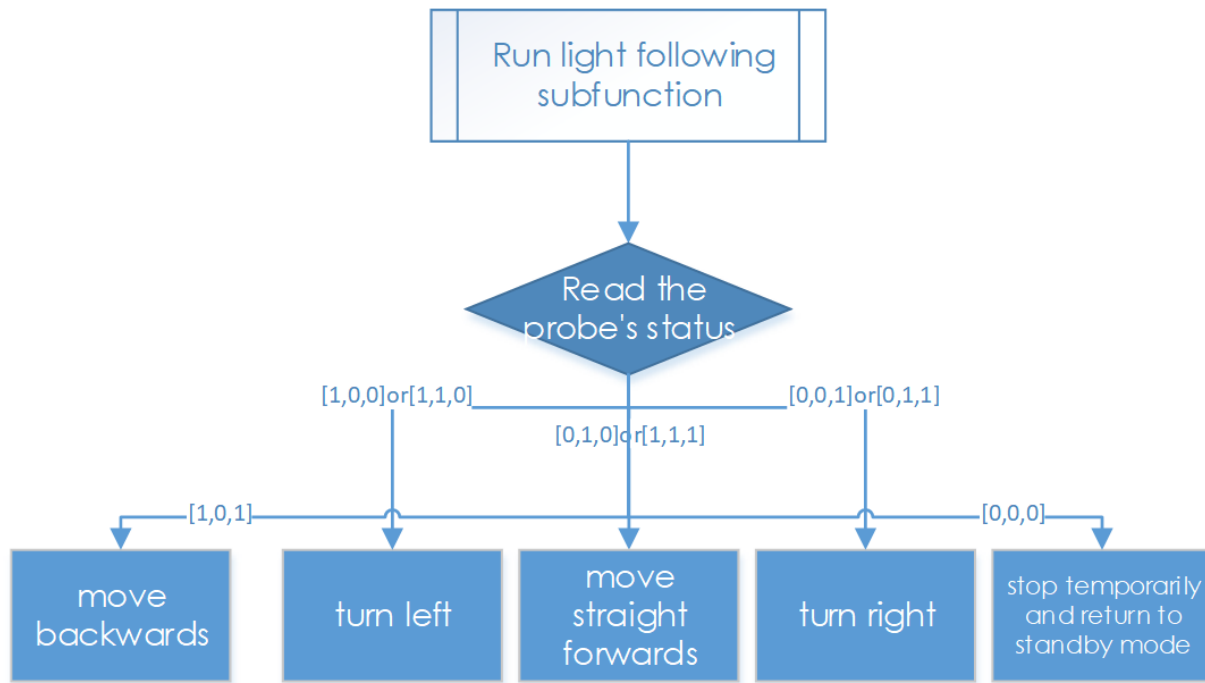 Run light following
subfunction
Read the
probe's status
[1,0,0]or[1,1,0]
[0,0,1]or[0,1,1]
[0,1,0]or[1,1,1]
[1,0,1]
[0,0,0]
move
backwards
turn left
move
straight
forwards
turn right
stop temporarily
and return to
standby mode